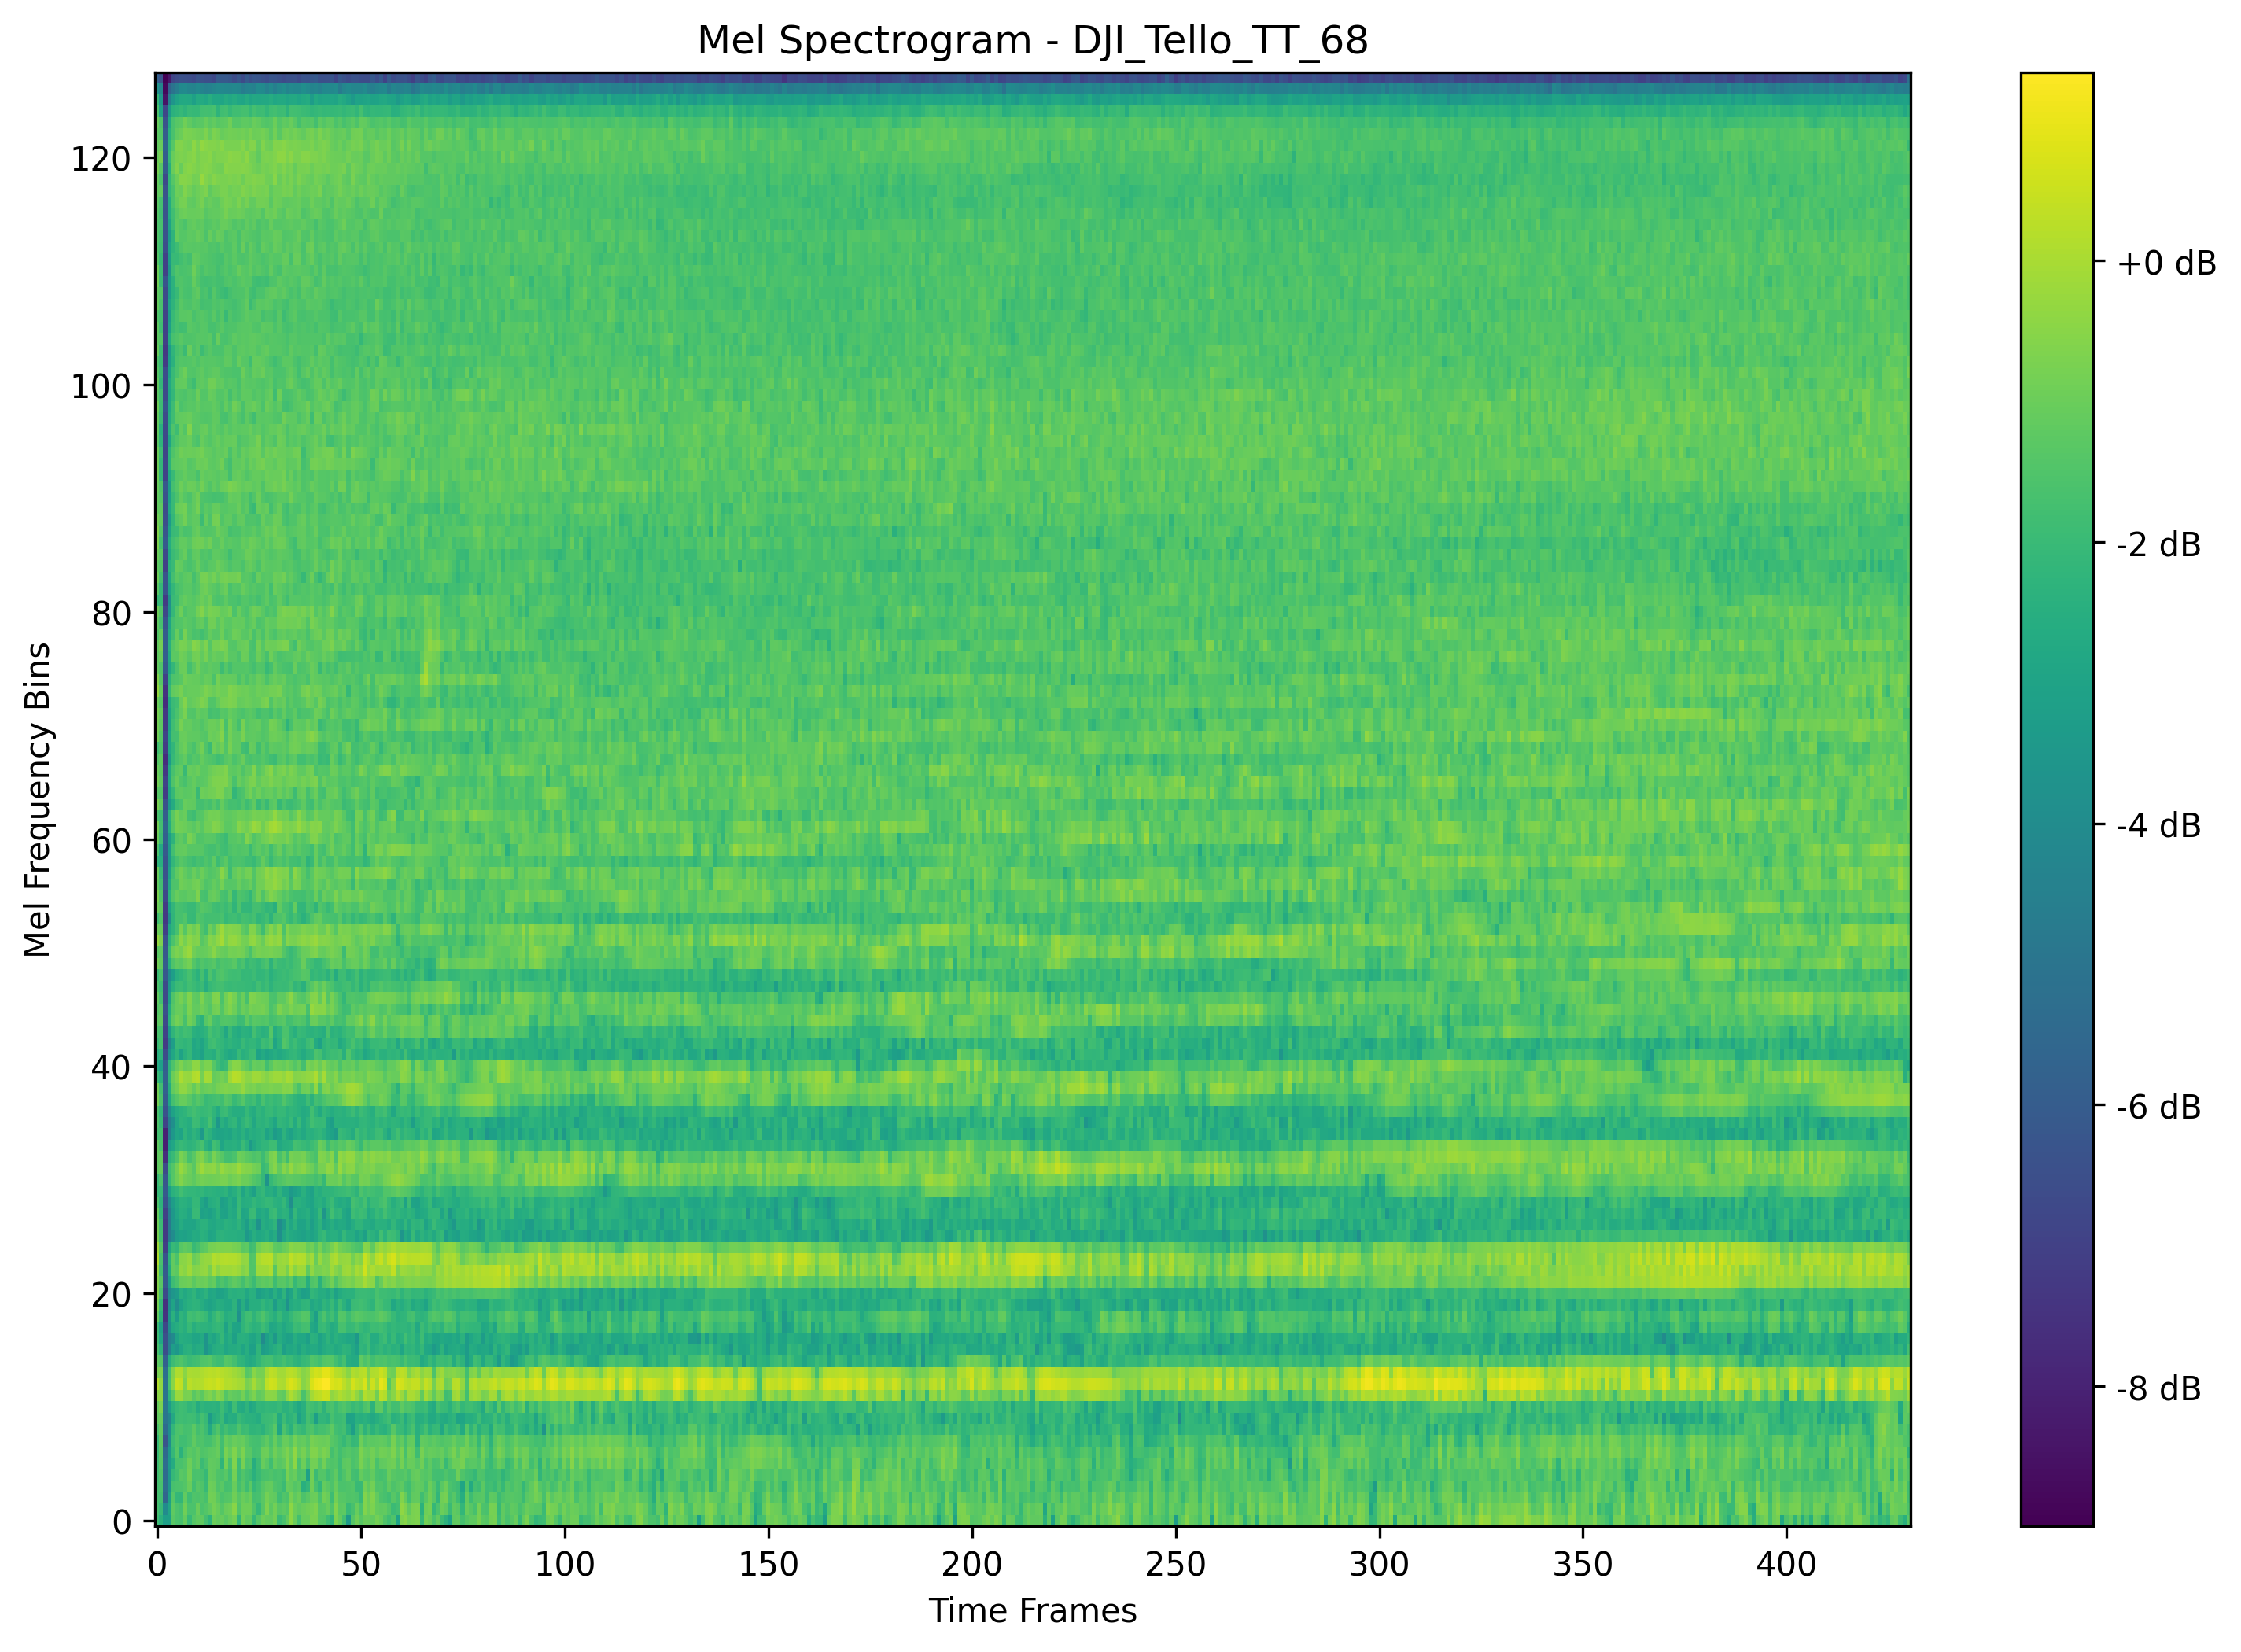 Mel Spectrogram - DJI_Tello_TT_68
Mel Frequency Bins
120
100
80
60
40
20
0
0 50 100 150 200 250 300 350 400
Time Frames
+0 dB
-2 dB
-4 dB
-6 dB
-8 dB